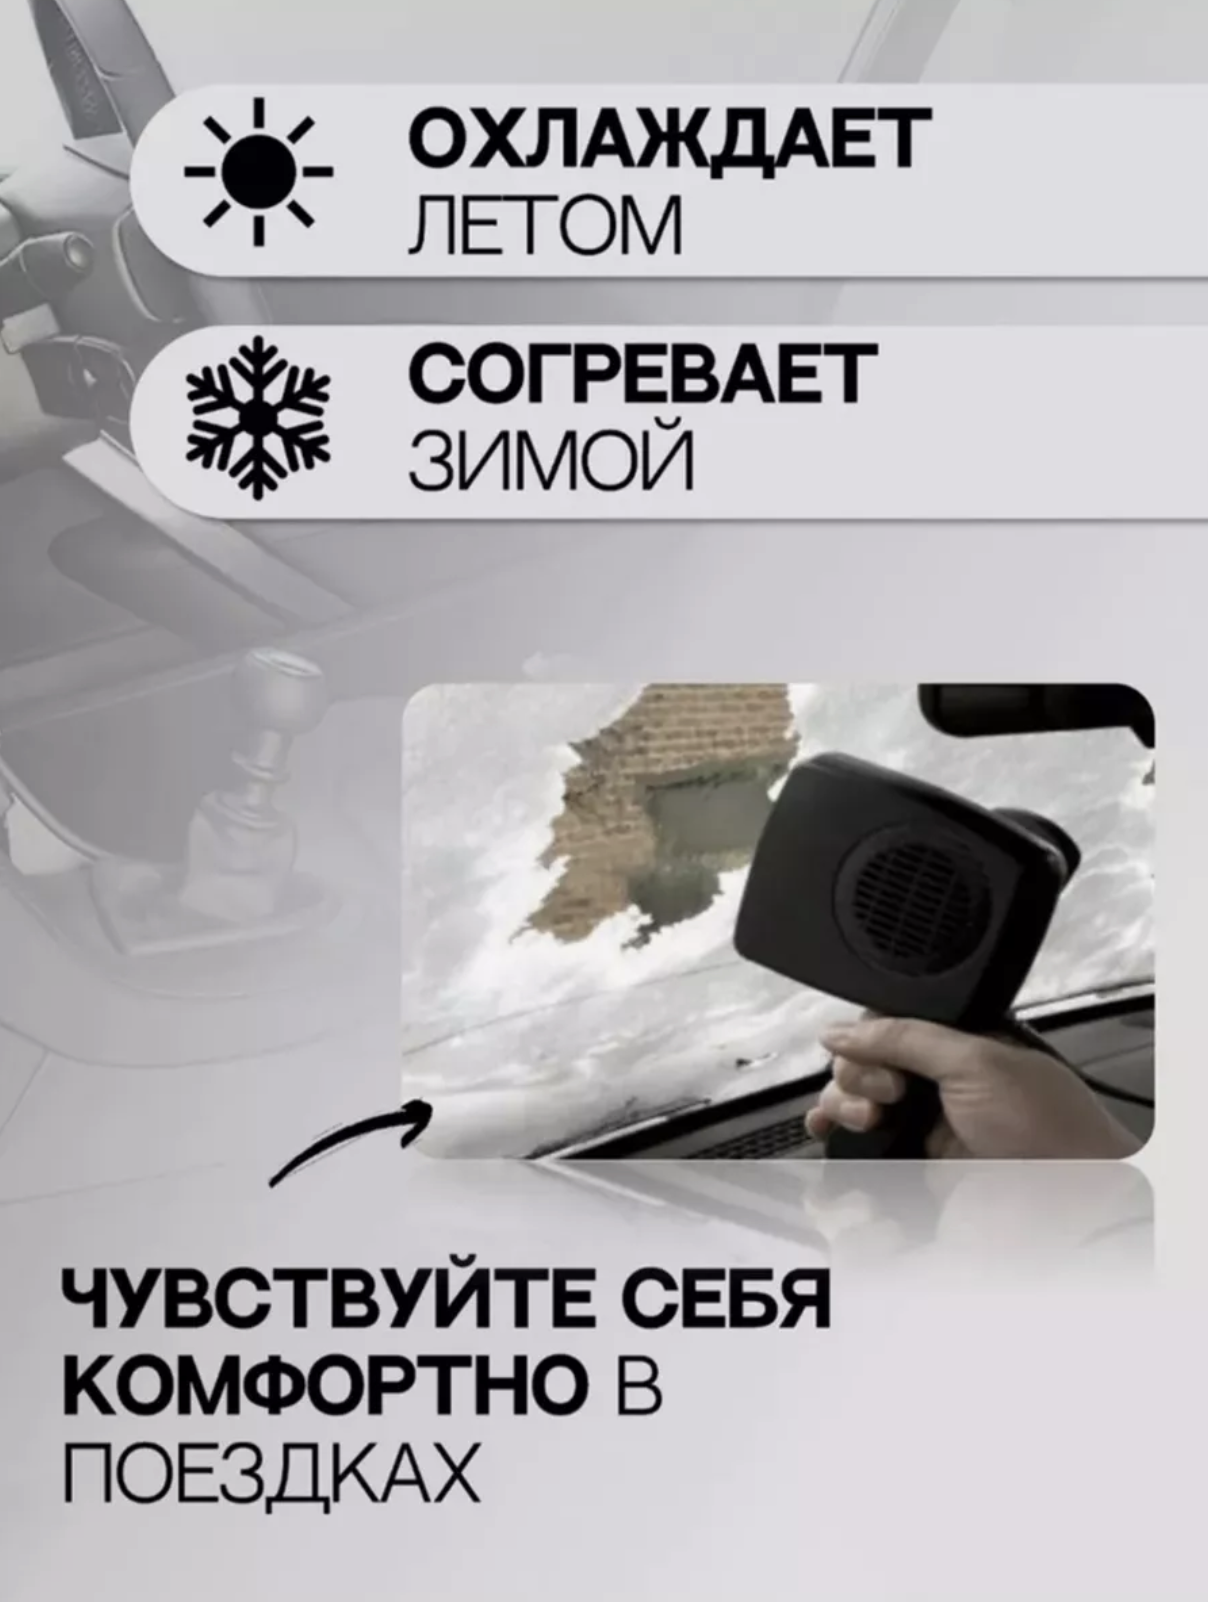 ОХЛАЖДАЕТ
ЛЕТОМ
СОГРЕВАЕТ
ЗИМОЙ
ЧУВСТВУЙТЕ СЕБЯ
КОМФОРТНО В
ПОЕЗДКАХ